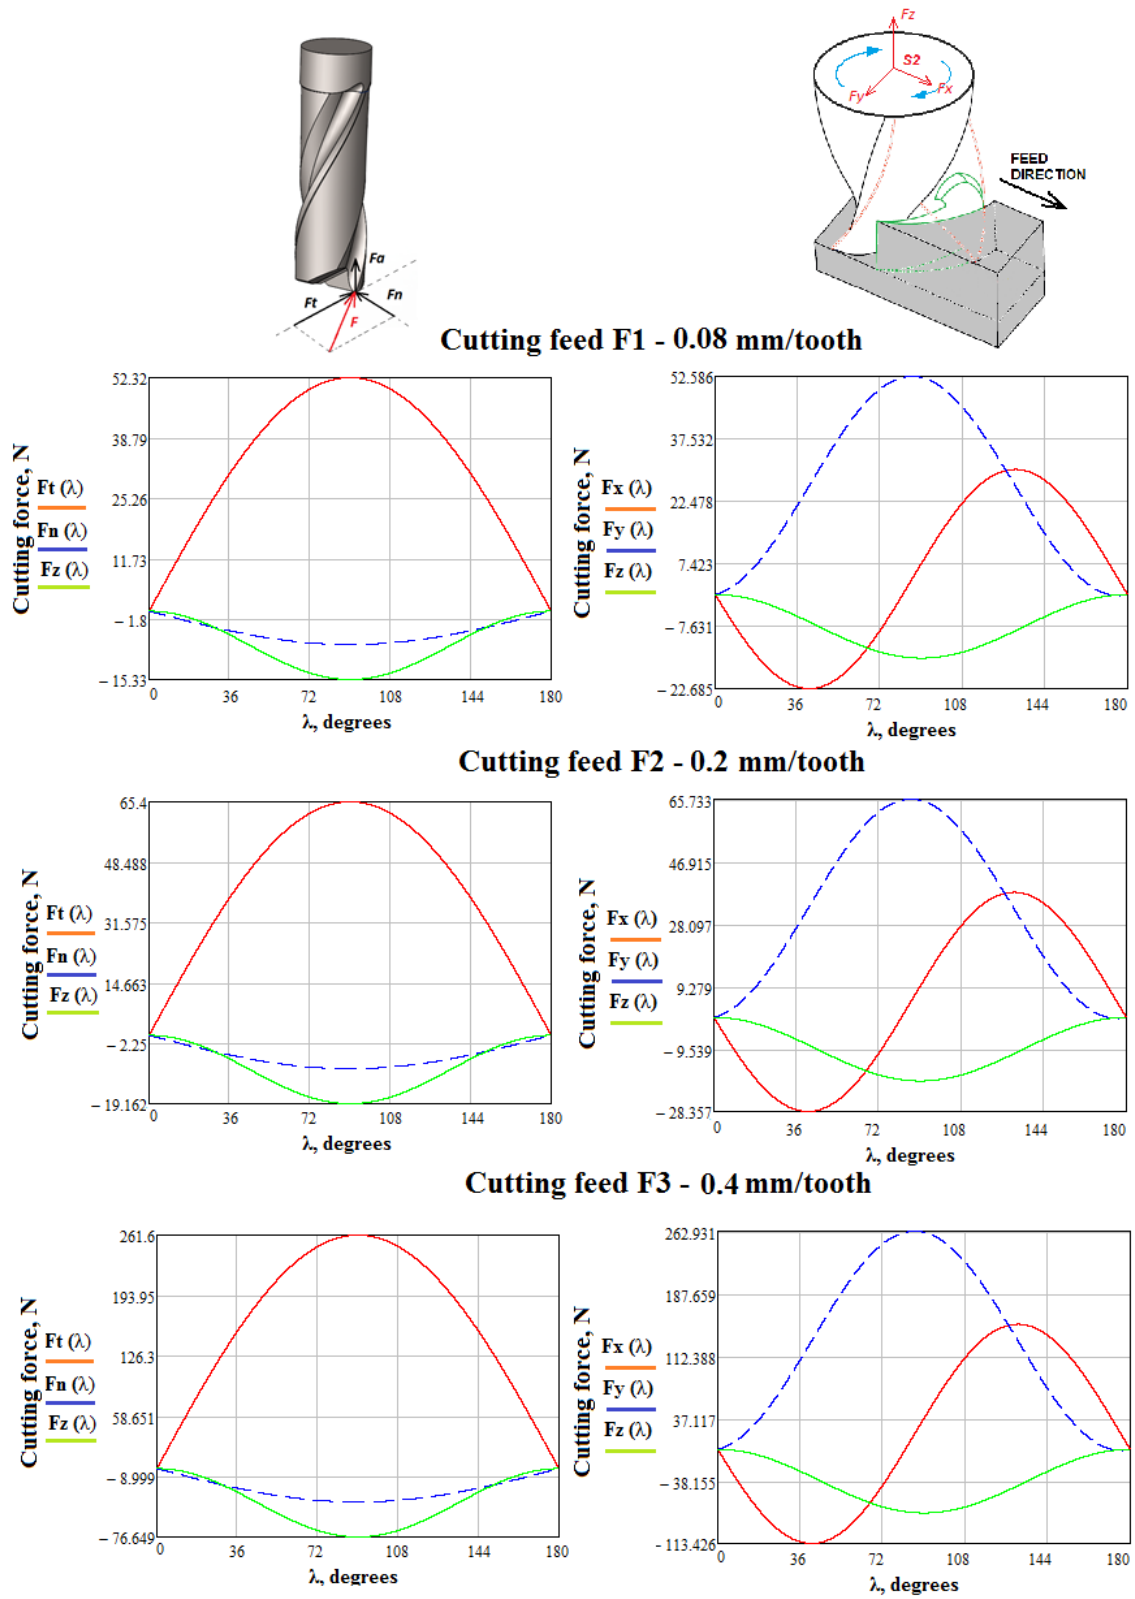 Fz
S2
Fy
Fx
FEED
DIRECTION
Fa
Ft
Fn
F
Cutting feed F1 - 0.08 mm/tooth
Cutting force, N
Ft (λ)
Fn (λ)
Fz (λ)
52.32
38.79
25.26
11.73
– 1.8
– 15.33
0 36 72 108 144 180
λ, degrees
Cutting force, N
Fx (λ)
Fy (λ)
Fz (λ)
52.586
37.532
22.478
7.423
– 7.631
– 22.685
0 36 72 108 144 180
λ, degrees
Cutting feed F2 - 0.2 mm/tooth
Cutting force, N
Ft (λ)
Fn (λ)
Fz (λ)
65.4
48.488
31.575
14.663
– 2.25
– 19.162
0 36 72 108 144 180
λ, degrees
Cutting force, N
Fx (λ)
Fy (λ)
Fz (λ)
65.733
46.915
28.097
9.279
– 9.539
– 28.357
0 36 72 108 144 180
λ, degrees
Cutting feed F3 - 0.4 mm/tooth
Cutting force, N
Ft (λ)
Fn (λ)
Fz (λ)
261.6
193.95
126.3
58.651
– 8.999
– 76.649
0 36 72 108 144 180
λ, degrees
Cutting force, N
Fx (λ)
Fy (λ)
Fz (λ)
262.931
187.659
112.388
37.117
– 38.155
- 113.426
0 36 72 108 144 180
λ, degrees